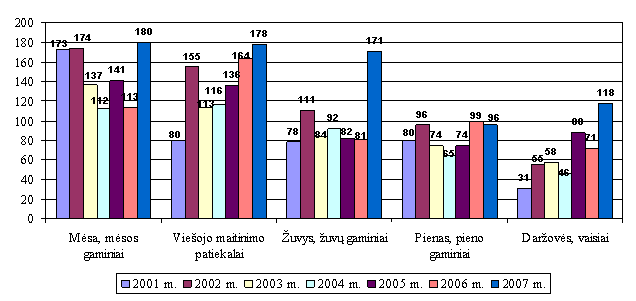 200
180
160
140
120
100
80
60
40
20
0
173 174 137 112 141 113 180
80 155 113 116 136 164 178
78 111 84 92 82 81 171
80 96 74 65 74 99 96
31 55 58 46 88 71 118
Mėsa, mėsos
gaminiai
Viešojo maitinimo
patiekalai
Žuvys, žuvų gaminiai
Pienas, pieno
gaminiai
Daržovės, vaisiai
2001 m. 2002 m. 2003 m. 2004 m. 2005 m. 2006 m. 2007 m.